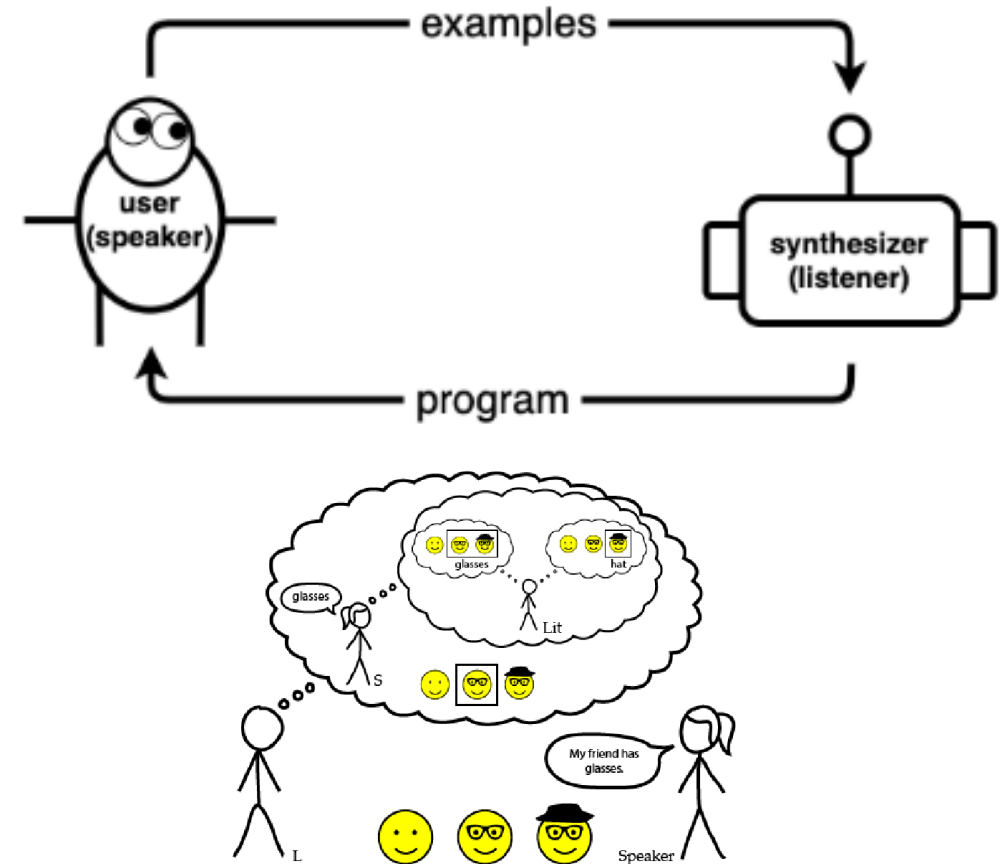 examples
user
(speaker)
synthesizer
(listener)
program
glasses
hat
glasses
Lit
S
My friend has
glasses.
L
Speaker